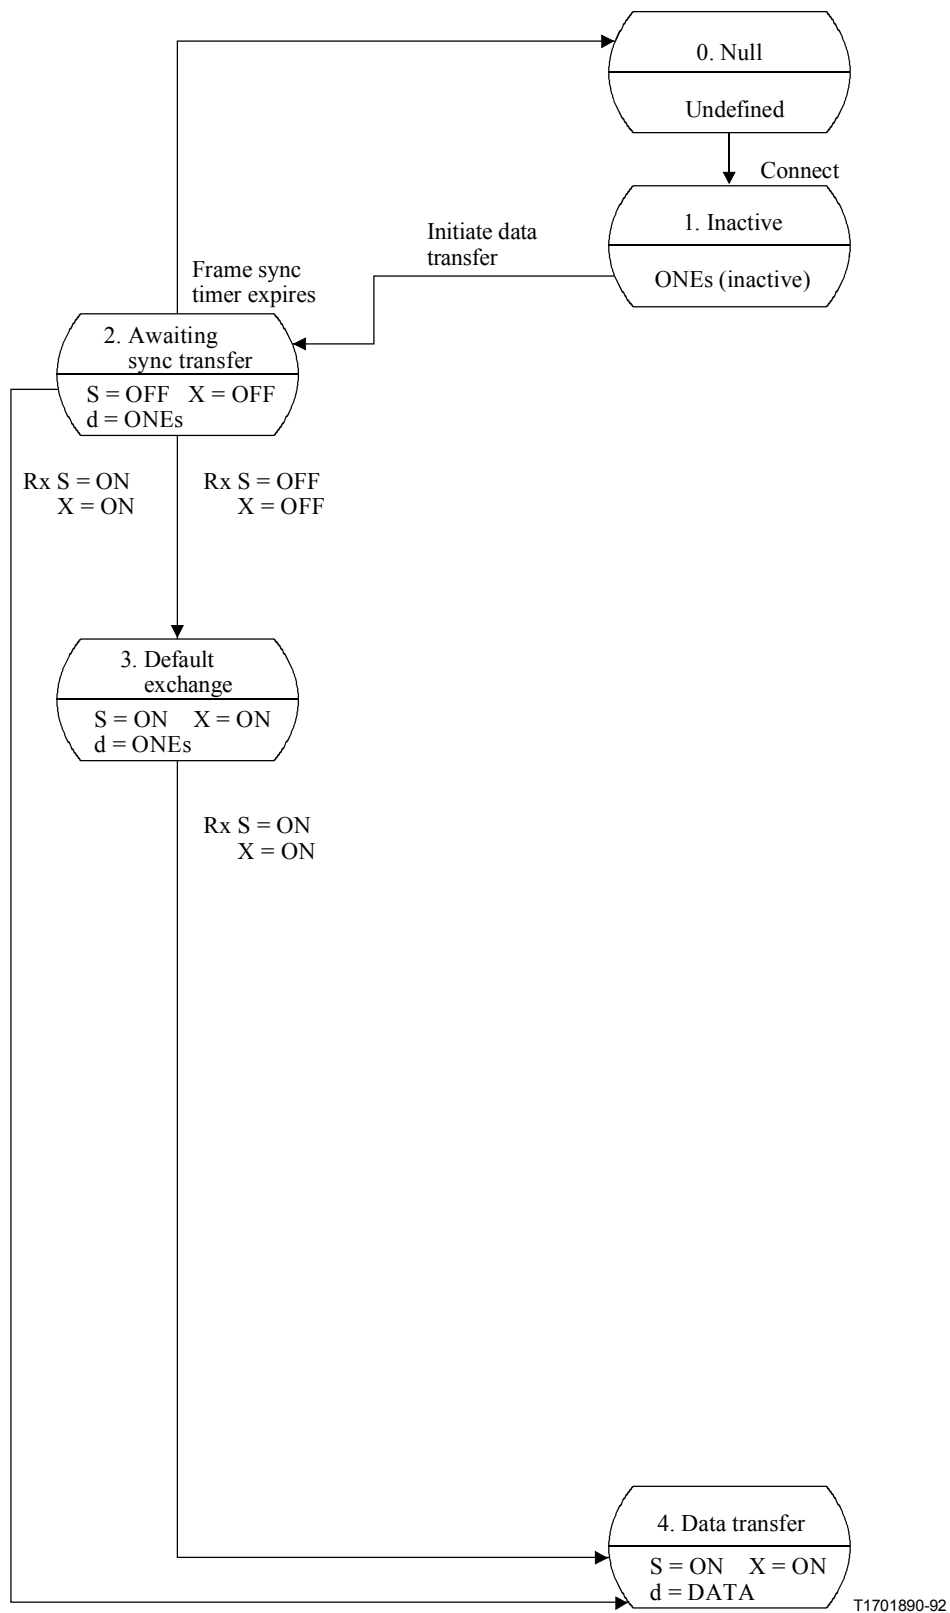 0. Null
Undefined
Connect
1. Inactive
ONEs (inactive)
Initiate data
transfer
Frame sync
timer expires
2. Awaiting
sync transfer
S = OFF X = OFF
d = ONEs
Rx S = ON
X = ON
Rx S = OFF
X = OFF
3. Default
exchange
S = ON X = ON
d = ONEs
Rx S = ON
X = ON
4. Data transfer
S = ON X = ON
d = DATA
T1701890-92